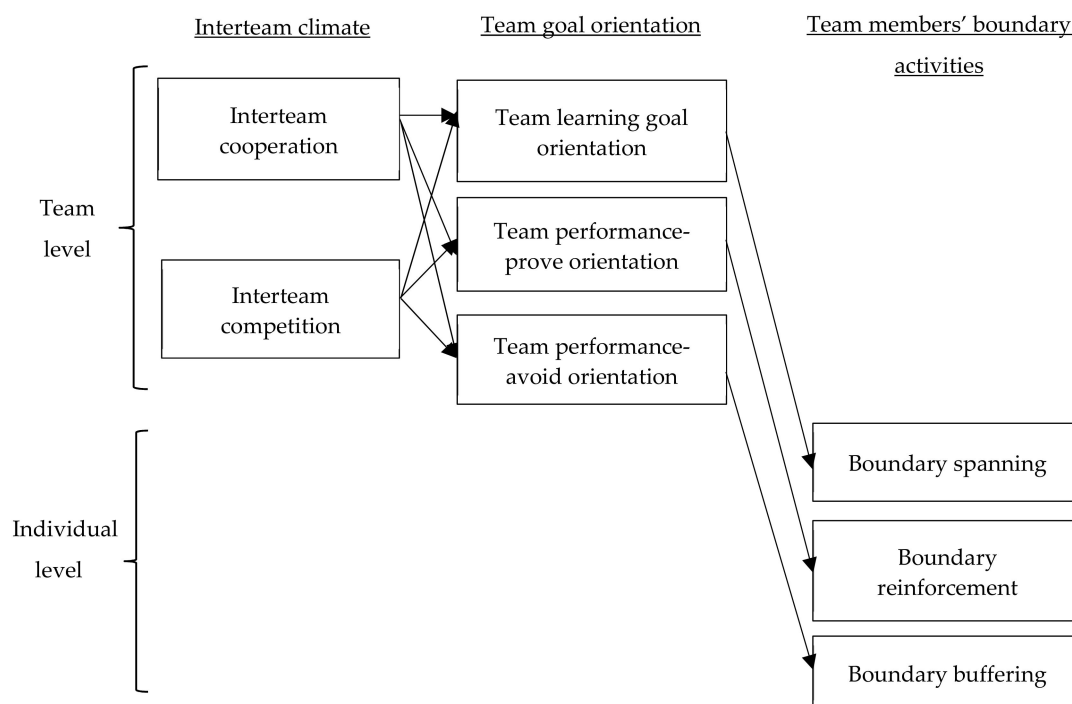 Interteam climate
Team goal orientation
Team members’ boundary
activities
Team
level
Interteam
cooperation
Interteam
competition
Team learning goal
orientation
Team performance-
prove orientation
Team performance-
avoid orientation
Individual
level
Boundary spanning
Boundary
reinforcement
Boundary buffering